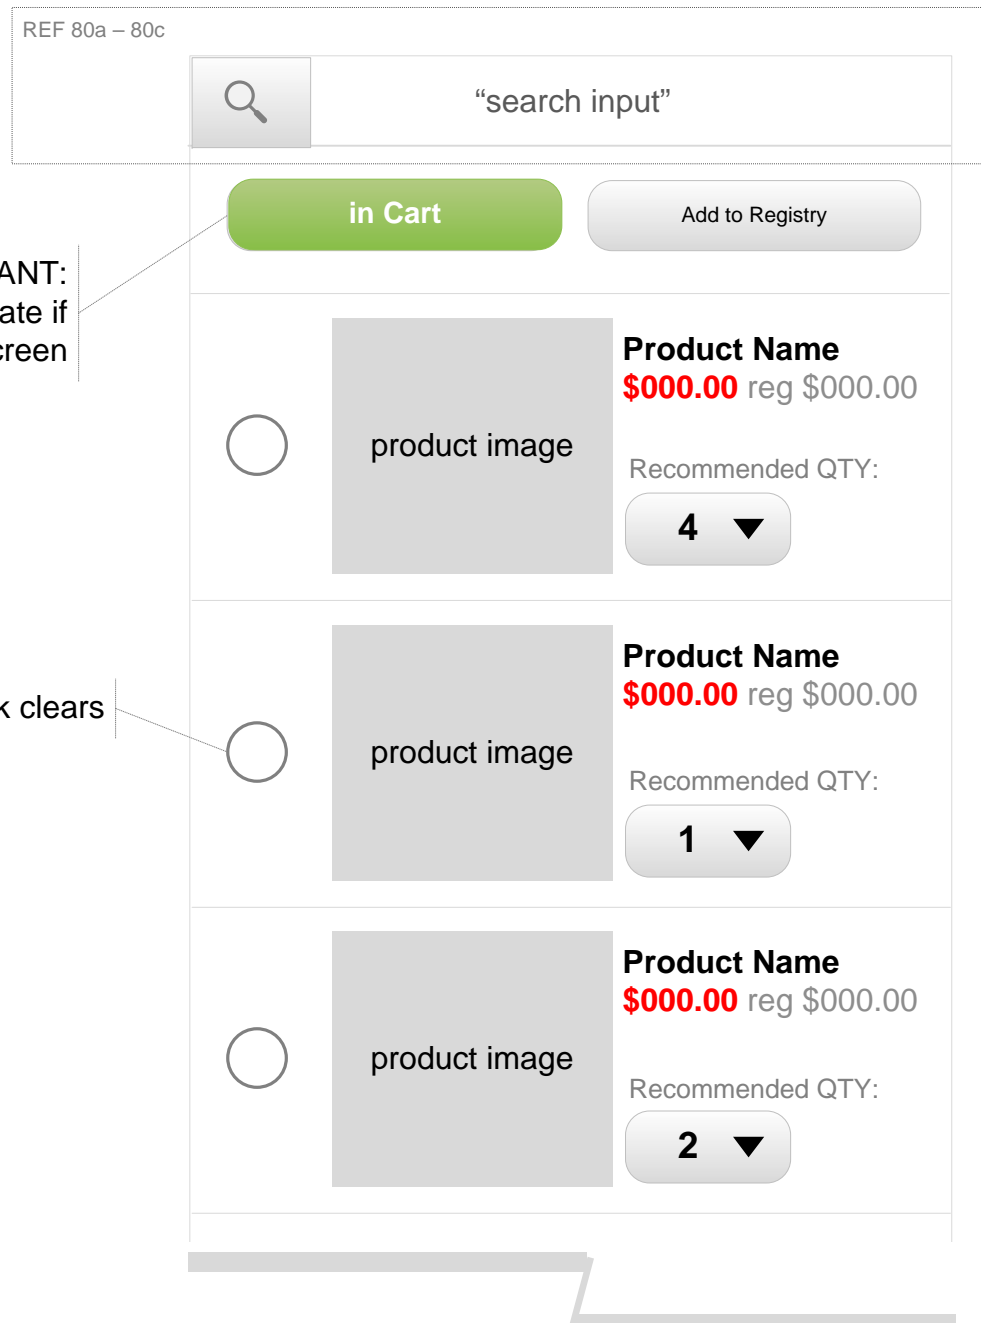 REF 80a – 80c
“search input”
in Cart
Add to Registry
ANT:
ate if
creen
Product Name
$000.00 reg $000.00
product image
Recommended QTY:
4
Product Name
$000.00 reg $000.00
k clears
product image
Recommended QTY:
1
Product Name
$000.00 reg $000.00
product image
Recommended QTY:
2